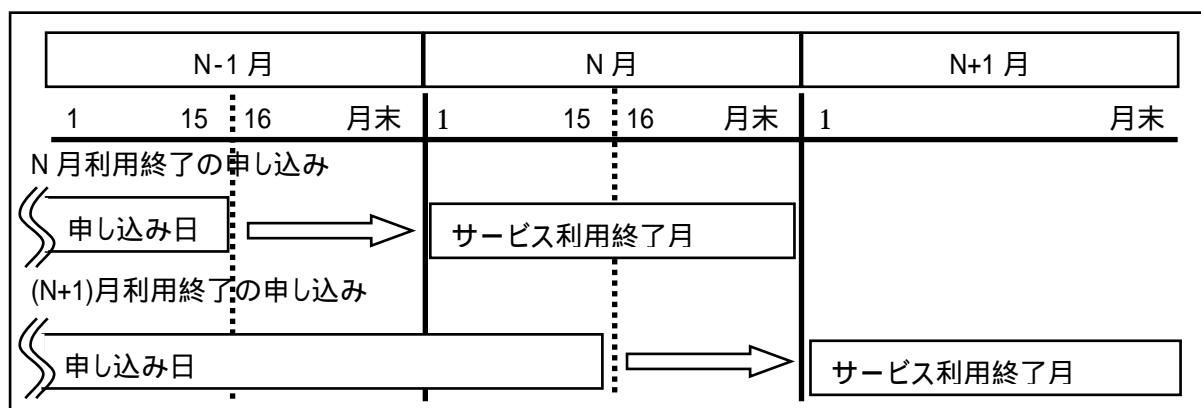 N-1 月 N 月 N+1 月
1 15 16 月末 1 15 16 月末 1 月末
N 月利用終了の申し込み
申し込み日 サービス利用終了月
(N+1)月利用終了の申し込み
申し込み日 サービス利用終了月